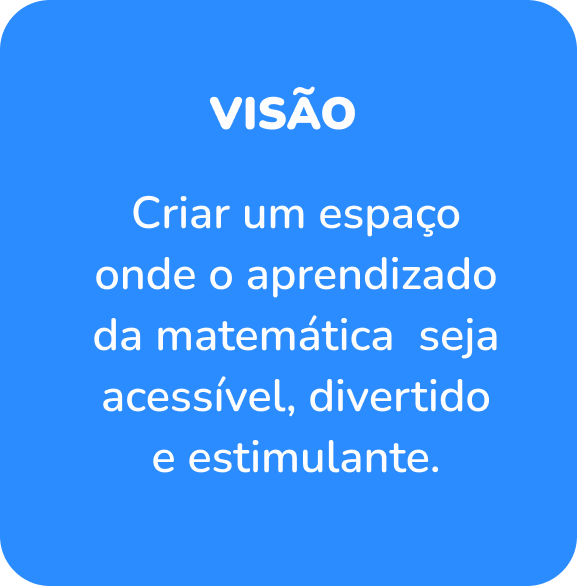 VISÃO
Criar um espaço
onde o aprendizado
da matemática  seja
acessível, divertido
e estimulante.